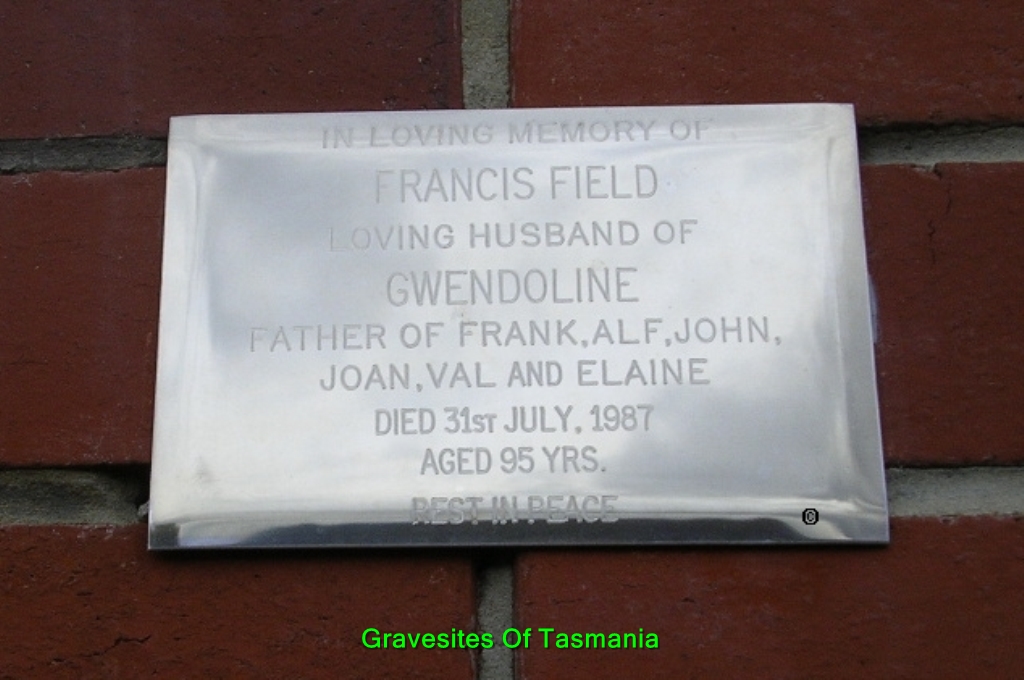 IN LOVING MEMORY OF
FRANCIS FIELD
LOVING HUSBAND OF
GWENDOLINE
FATHER OF FRANK, ALF, JOHN,
JOAN, VAL AND ELAINE
DIED 31ST JULY, 1987
AGED 95 YRS.
REST IN PEACE
©
Gravesites Of Tasmania